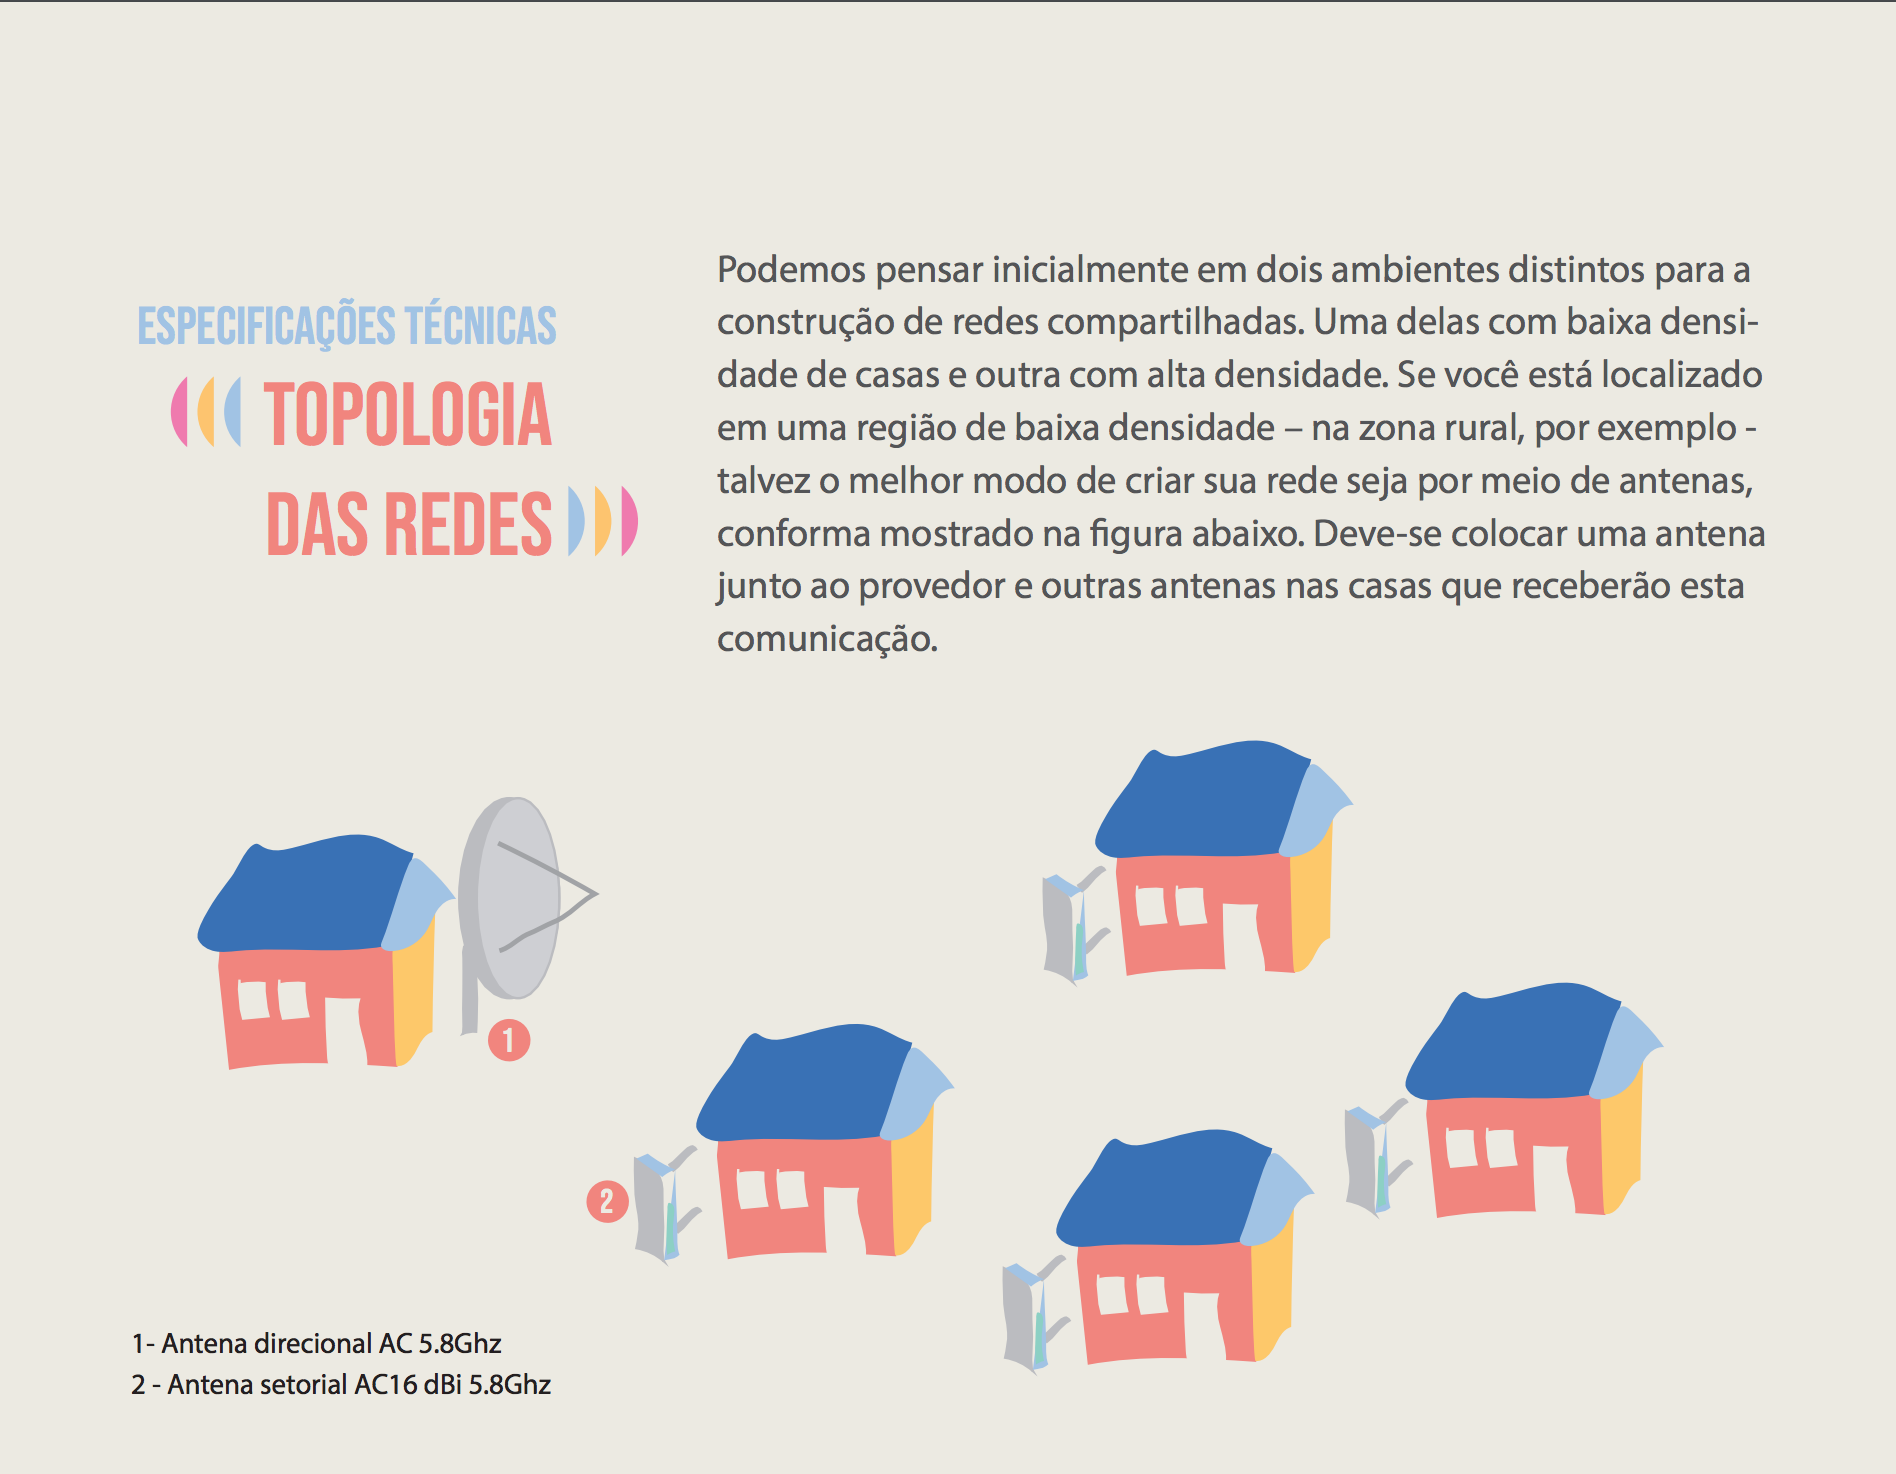 ESPECIFICAÇÕES TÉCNICAS
TOPOLOGIA
DAS REDES
Podemos pensar inicialmente em dois ambientes distintos para a
construção de redes compartilhadas. Uma delas com baixa densi-
dade de casas e outra com alta densidade. Se você está localizado
em uma região de baixa densidade – na zona rural, por exemplo -
talvez o melhor modo de criar sua rede seja por meio de antenas,
conforma mostrado na figura abaixo. Deve-se colocar uma antena
junto ao provedor e outras antenas nas casas que receberão esta
comunicação.
1
2
1- Antena direcional AC 5.8Ghz
2 - Antena setorial AC16 dBi 5.8Ghz